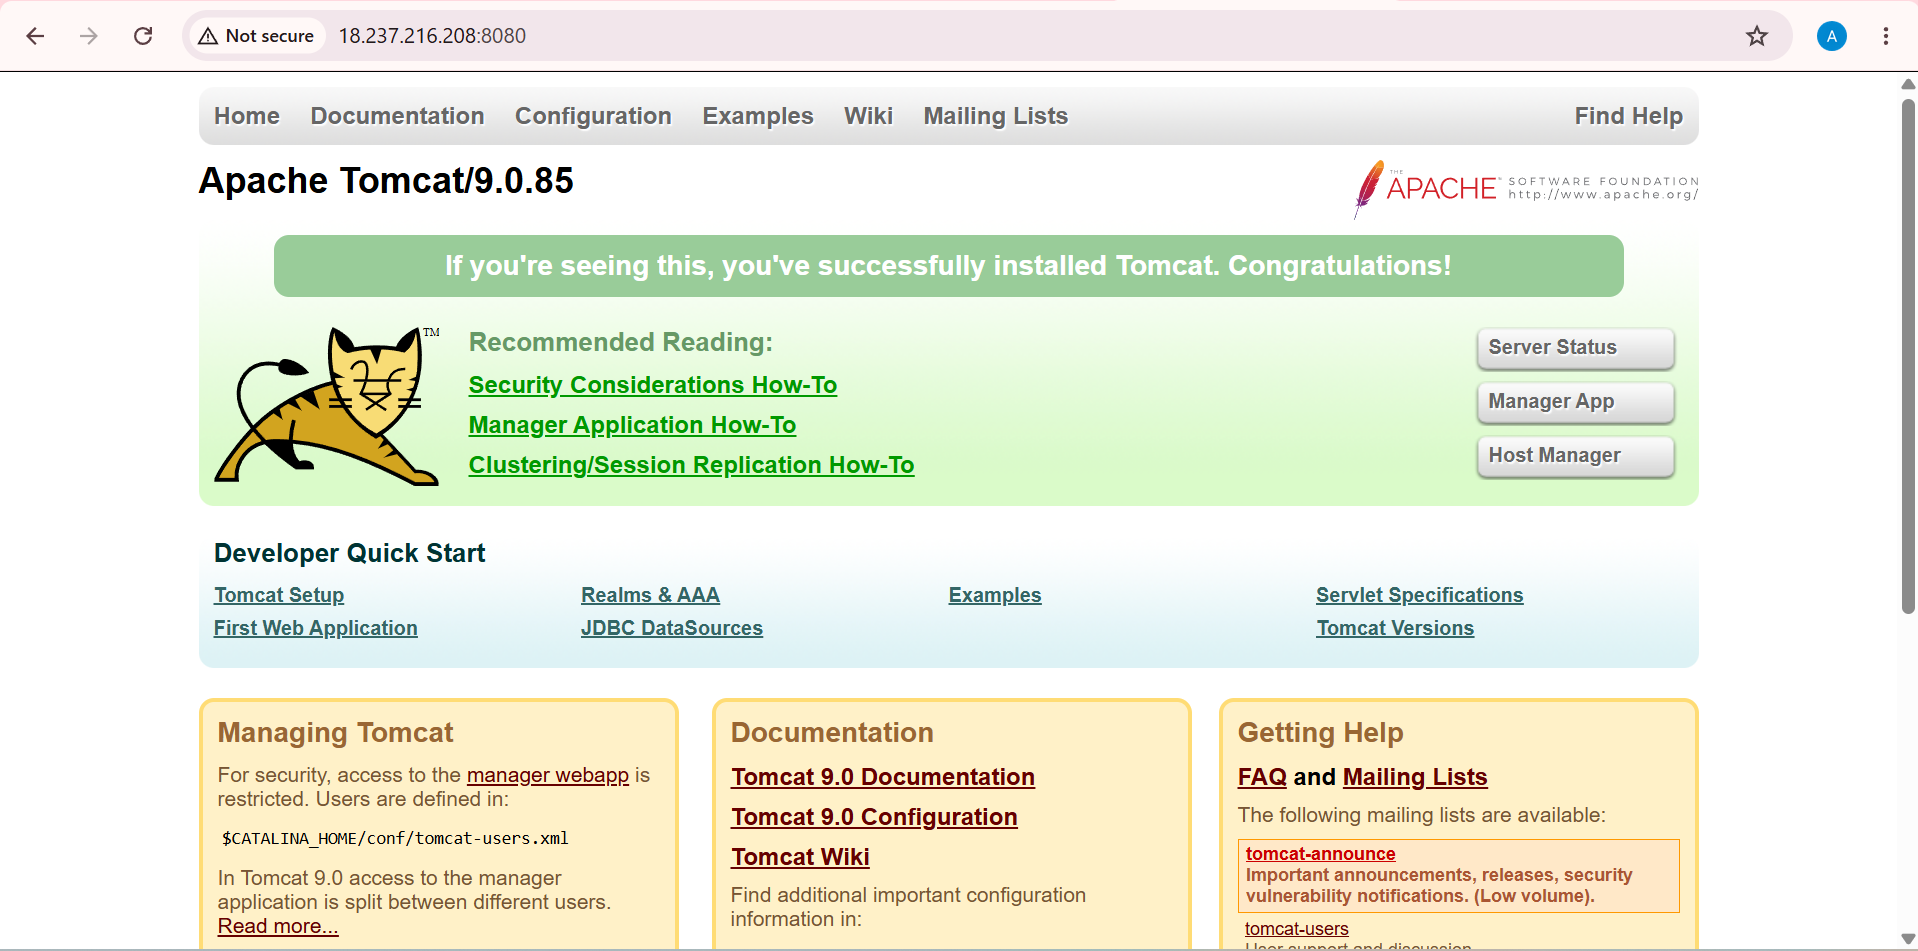 Not secure 18.237.216.208:8080
A
Home Documentation Configuration Examples Wiki Mailing Lists Find Help
Apache Tomcat/9.0.85
THE APACHE® SOFTWARE FOUNDATION
http://www.apache.org/
If you're seeing this, you've successfully installed Tomcat. Congratulations!
TM
Recommended Reading:
Security Considerations How-To
Manager Application How-To
Clustering/Session Replication How-To
Server Status
Manager App
Host Manager
Developer Quick Start
Tomcat Setup
First Web Application
Realms & AAA
JDBC DataSources
Examples
Servlet Specifications
Tomcat Versions
Managing Tomcat
For security, access to the manager webapp is
restricted. Users are defined in:
$CATALINA_HOME/conf/tomcat-users.xml
In Tomcat 9.0 access to the manager
application is split between different users.
Read more...
Documentation
Tomcat 9.0 Documentation
Tomcat 9.0 Configuration
Tomcat Wiki
Find additional important configuration
information in:
Getting Help
FAQ and Mailing Lists
The following mailing lists are available:
tomcat-announce
Important announcements, releases, security
vulnerability notifications. (Low volume).
tomcat-users
User support and discussion